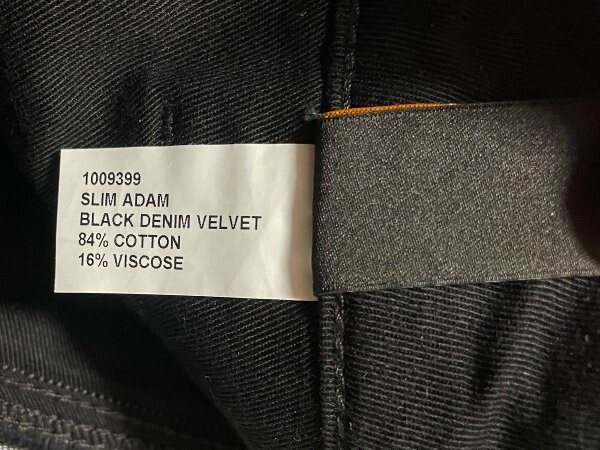 1009399
SLIM ADAM
BLACK DENIM VELVET
84% COTTON
16% VISCOSE